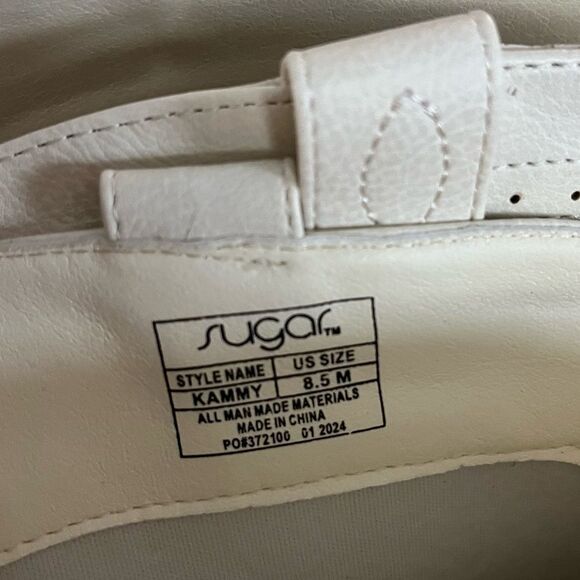 sugar™
STYLE NAME US SIZE
KAMMY 8.5 M
ALL MAN MADE MATERIALS
MADE IN CHINA
PO#372100 01 2024